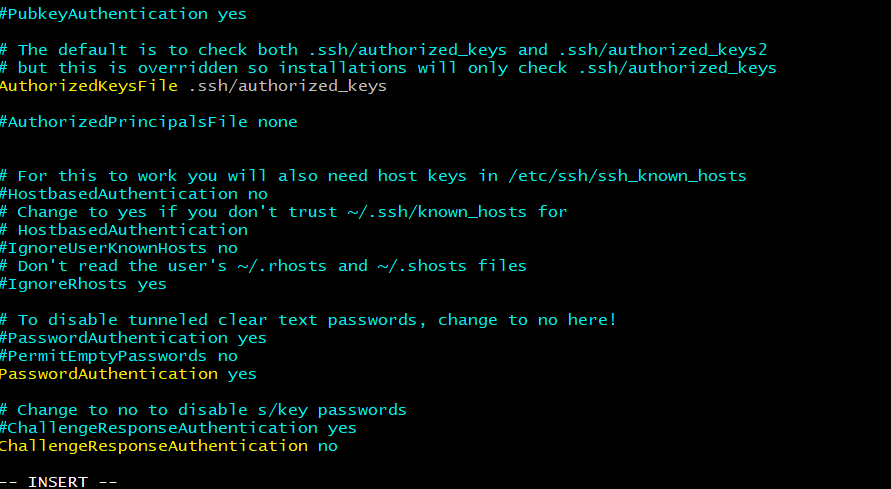 #PubkeyAuthentication yes
# The default is to check both .ssh/authorized_keys and .ssh/authorized_keys2
# but this is overridden so installations will only check .ssh/authorized_keys
AuthorizedKeysFile .ssh/authorized_keys
#AuthorizedPrincipalsFile none
# For this to work you will also need host keys in /etc/ssh/ssh_known_hosts
#HostbasedAuthentication no
# Change to yes if you don't trust ~/.ssh/known_hosts for
# HostbasedAuthentication
#IgnoreUserKnownHosts no
# Don't read the user's ~/.rhosts and ~/.shosts files
#IgnoreRhosts yes
# To disable tunneled clear text passwords, change to no here!
#PasswordAuthentication yes
#PermitEmptyPasswords no
PasswordAuthentication yes
# Change to no to disable s/key passwords
#ChallengeResponseAuthentication yes
ChallengeResponseAuthentication no
-- INSERT --